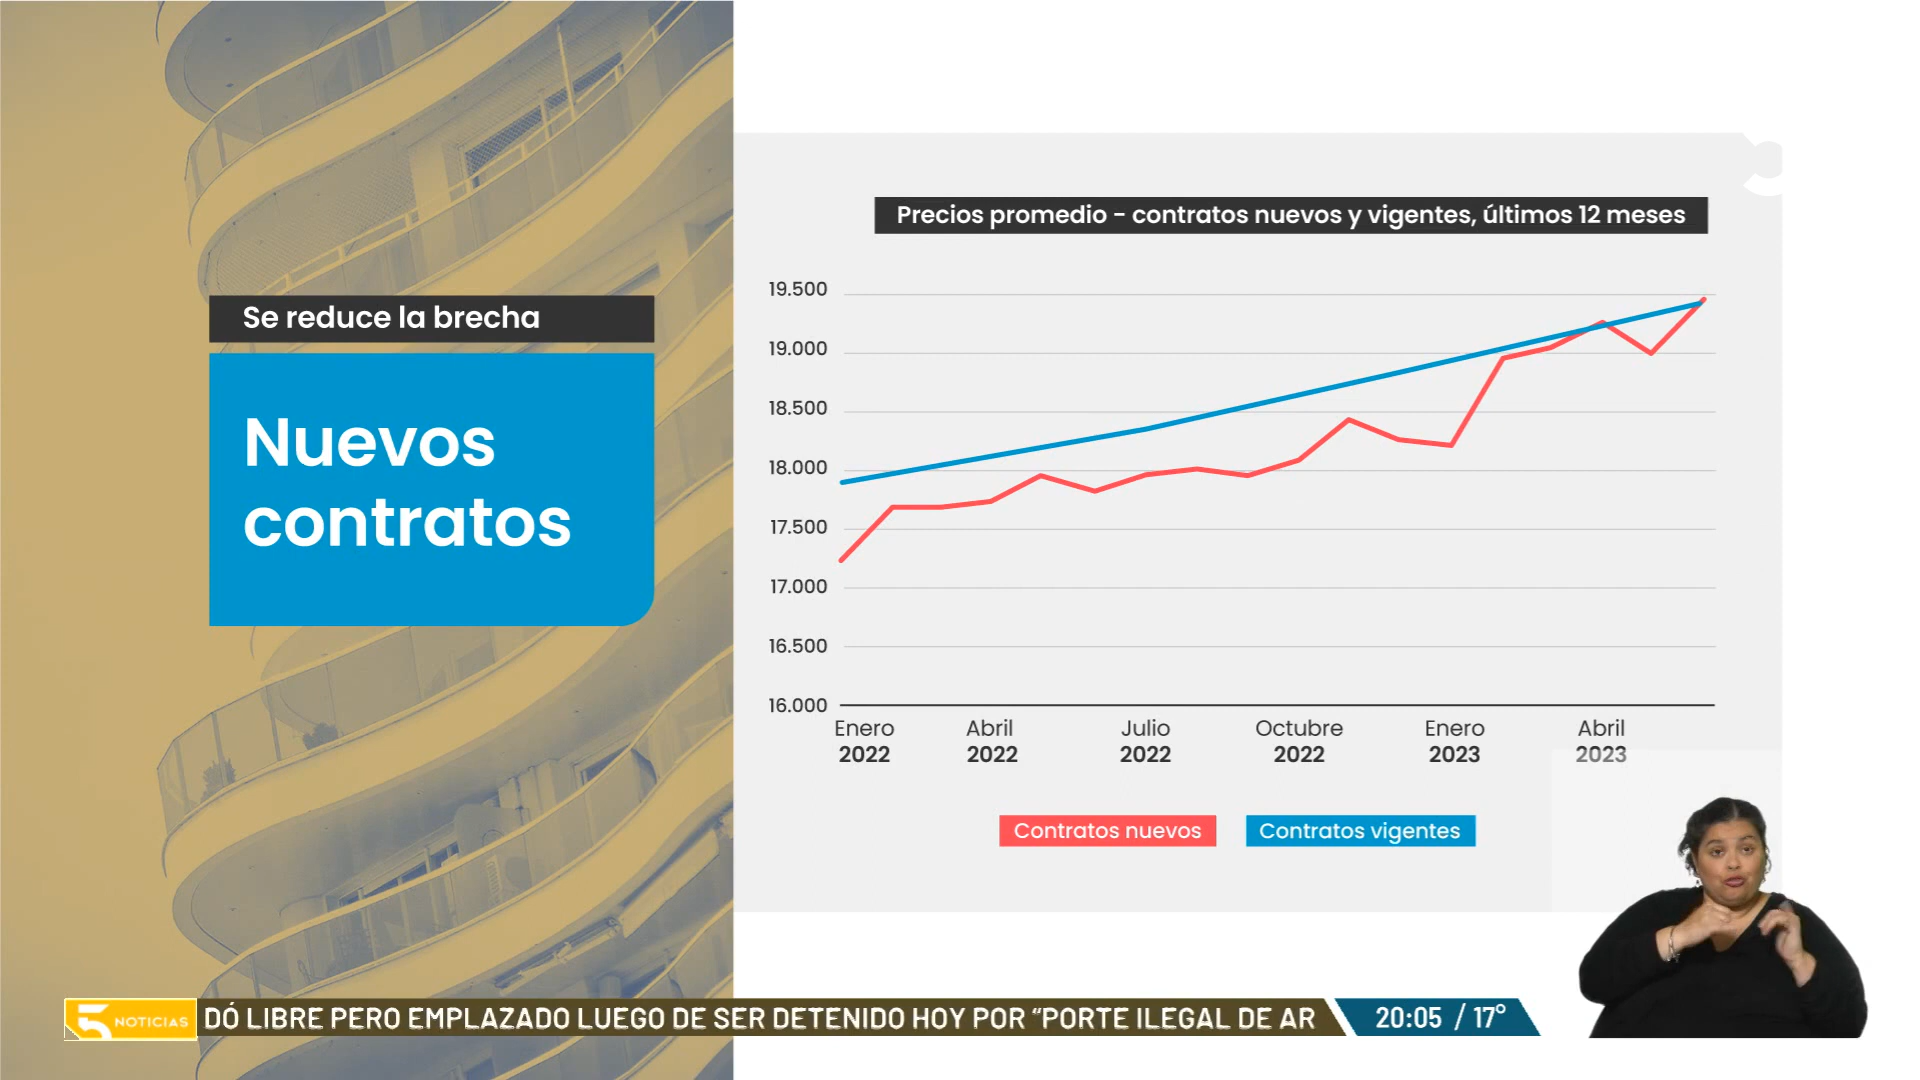 Se reduce la brecha
Nuevos
contratos
Precios promedio - contratos nuevos y vigentes, últimos 12 meses
19.500
19.000
18.500
18.000
17.500
17.000
16.500
16.000
Enero Abril Julio Octubre Enero Abril
2022 2022 2022 2022 2023 2023
Contratos nuevos Contratos vigentes
5 NOTICIAS DÓ LIBRE PERO EMPLAZADO LUEGO DE SER DETENIDO HOY POR “PORTE ILEGAL DE AR 20:05 / 17°